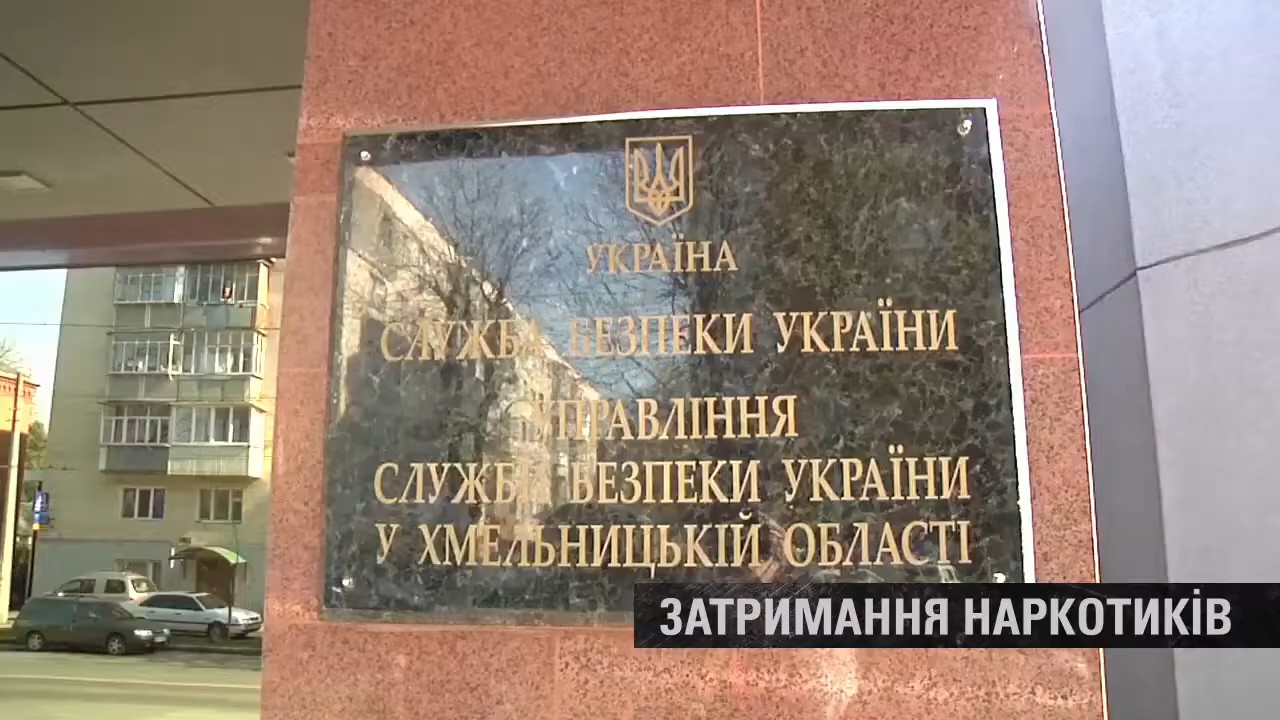 УКРАЇНА
СЛУЖБА БЕЗПЕКИ УКРАЇНИ
УПРАВЛІННЯ
СЛУЖБИ БЕЗПЕКИ УКРАЇНИ
У ХМЕЛЬНИЦЬКІЙ ОБЛАСТІ
ЗАТРИМАННЯ НАРКОТИКІВ